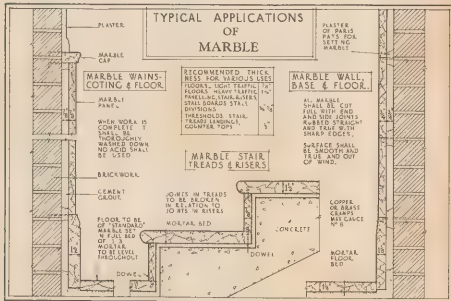 TYPICAL APPLICATIONS
OF
MARBLE
PLASTER
MARBLE
CAP
MARBLE WAINS-
COTING & FLOOR.
MARBLE
PANEL
WHEN WORK IS
COMPLETE IT
SHALL BE
THOROUGHLY
WASHED DOWN
NO ACID SHALL
BE USED
BRICKWORK
CEMENT
GROUT
FLOOR TO BE
OF "STANDARD"
MARBLE SET
IN FULL BED
OF 1 3
MORTAR
TO BE LEVEL
THROUGHOUT
DOWEL
RECOMMENDED THICK
NESS FOR VARIOUS USES
FLOORS, LIGHT TRAFFIC
FLOORS HEAVY TRAFFIC
PANELLING, STAIR RISERS
STALL BOARDS STALL
DIVISIONS
THRESHOLDS STAIR
TREADS LANDINGS,
COUNTER TOPS
MARBLE STAIR
TREADS & RISERS
JOINTS IN TREADS
TO BE BROKEN
IN RELATION TO
JOINTS IN RISERS
MORTAR BED
CONCRETE
DOWEL
PLASTER
OF PARIS
PATS FOR
SETTING
MARBLE
MARBLE WALL,
BASE & FLOOR.
ALL MARBLE
SHALL BE CUT
FULL WITH END
AND SIDE JOINTS
RUBBED STRAIGHT
AND TRUE WITH
SHARP EDGES.
SURFACE SHALL
BE SMOOTH AND
TRUE AND OUT
OF WIND.
COPPER
OR BRASS
CRAMPS
MAX GAUGE
Nº 8
MORTAR
FLOOR
BED